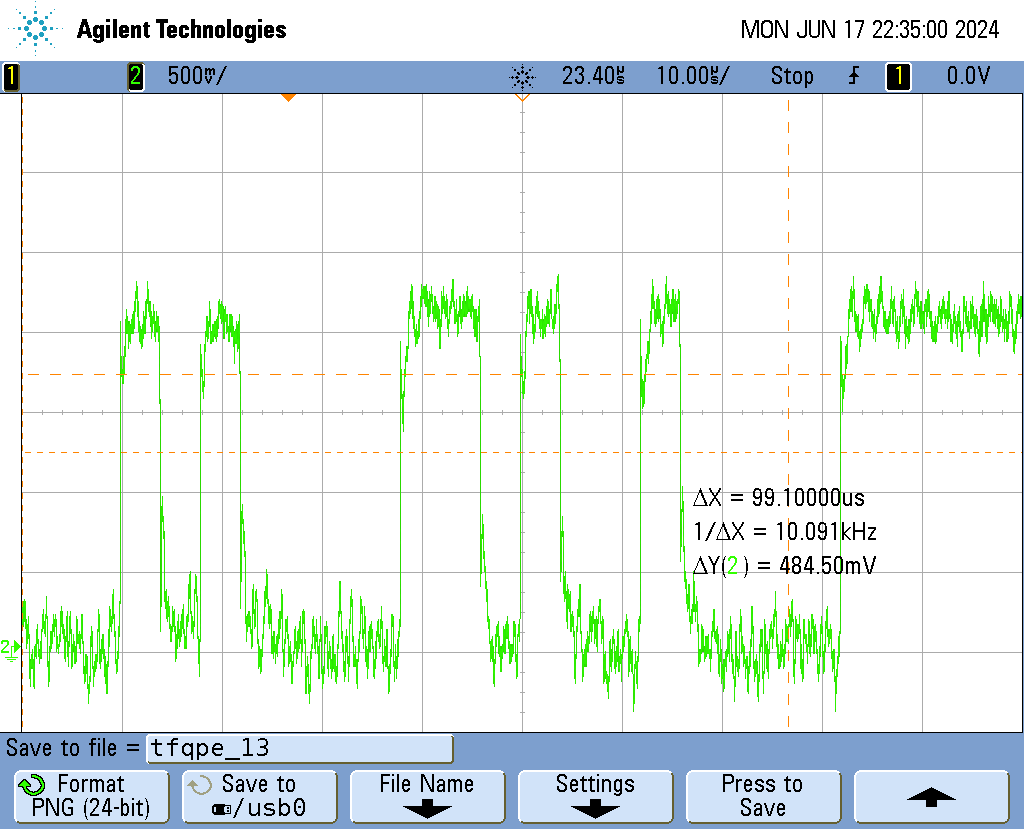 Agilent Technologies
MON JUN 17 22:35:00 2024
1 2 500mV/ 23.40us 10.00us/ Stop 1 0.0V
ΔX = 99.10000us
1/ΔX = 10.091kHz
ΔY(2) = 484.50mV
2
Save to file = tfqpe_13
Format
PNG (24-bit)
Save to
/usb0
File Name
Settings
Press to
Save